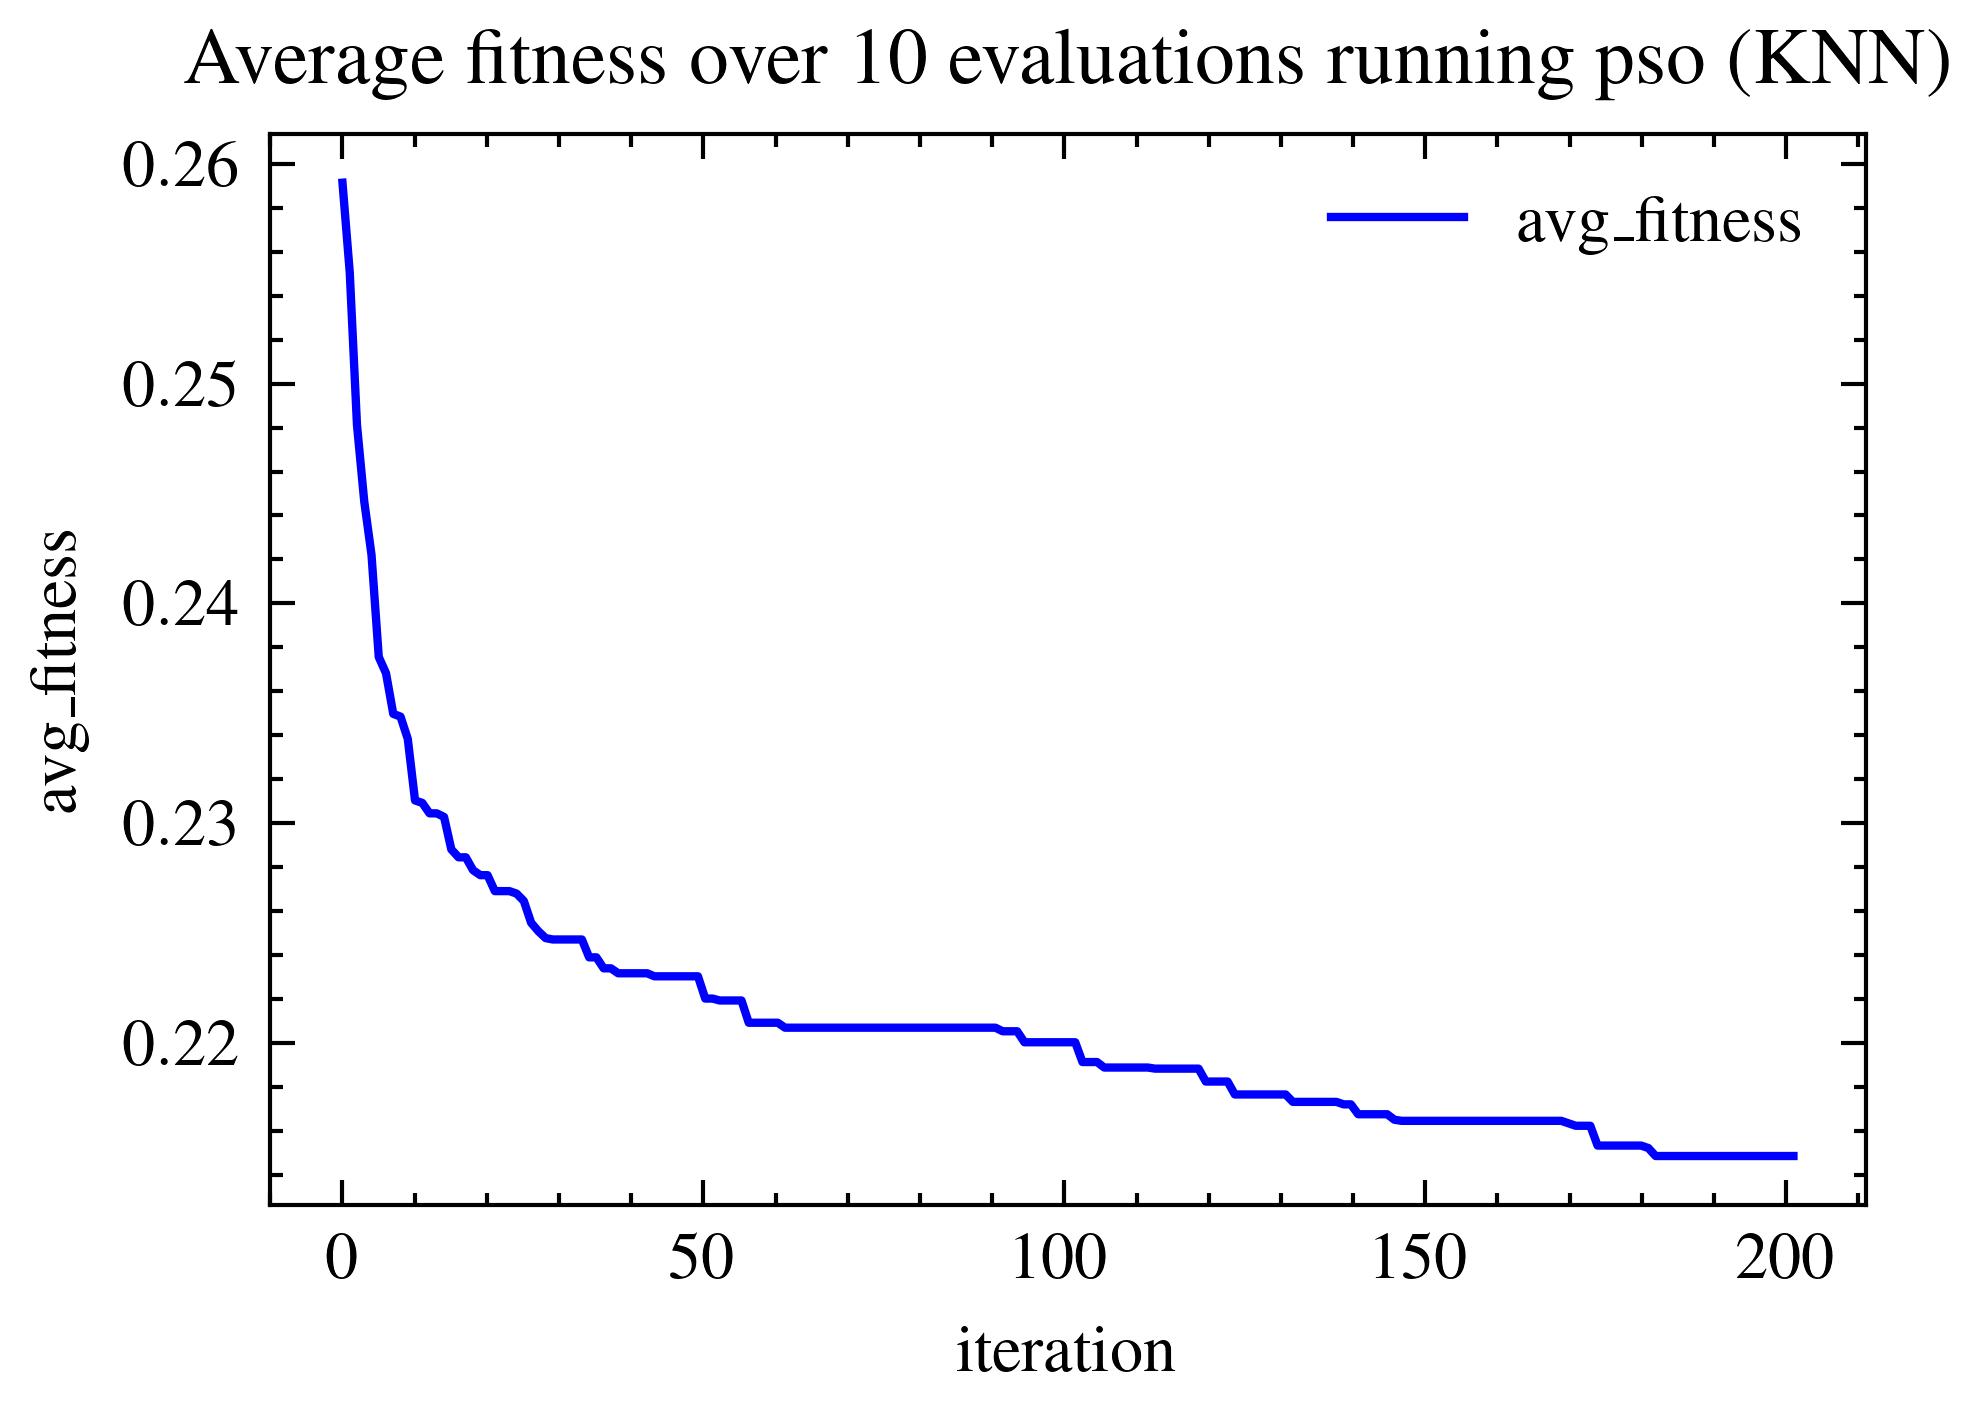 Average fitness over 10 evaluations running pso (KNN)
avg_fitness
0.26
0.25
0.24
0.23
0.22
avg_fitness
0 50 100 150 200
iteration